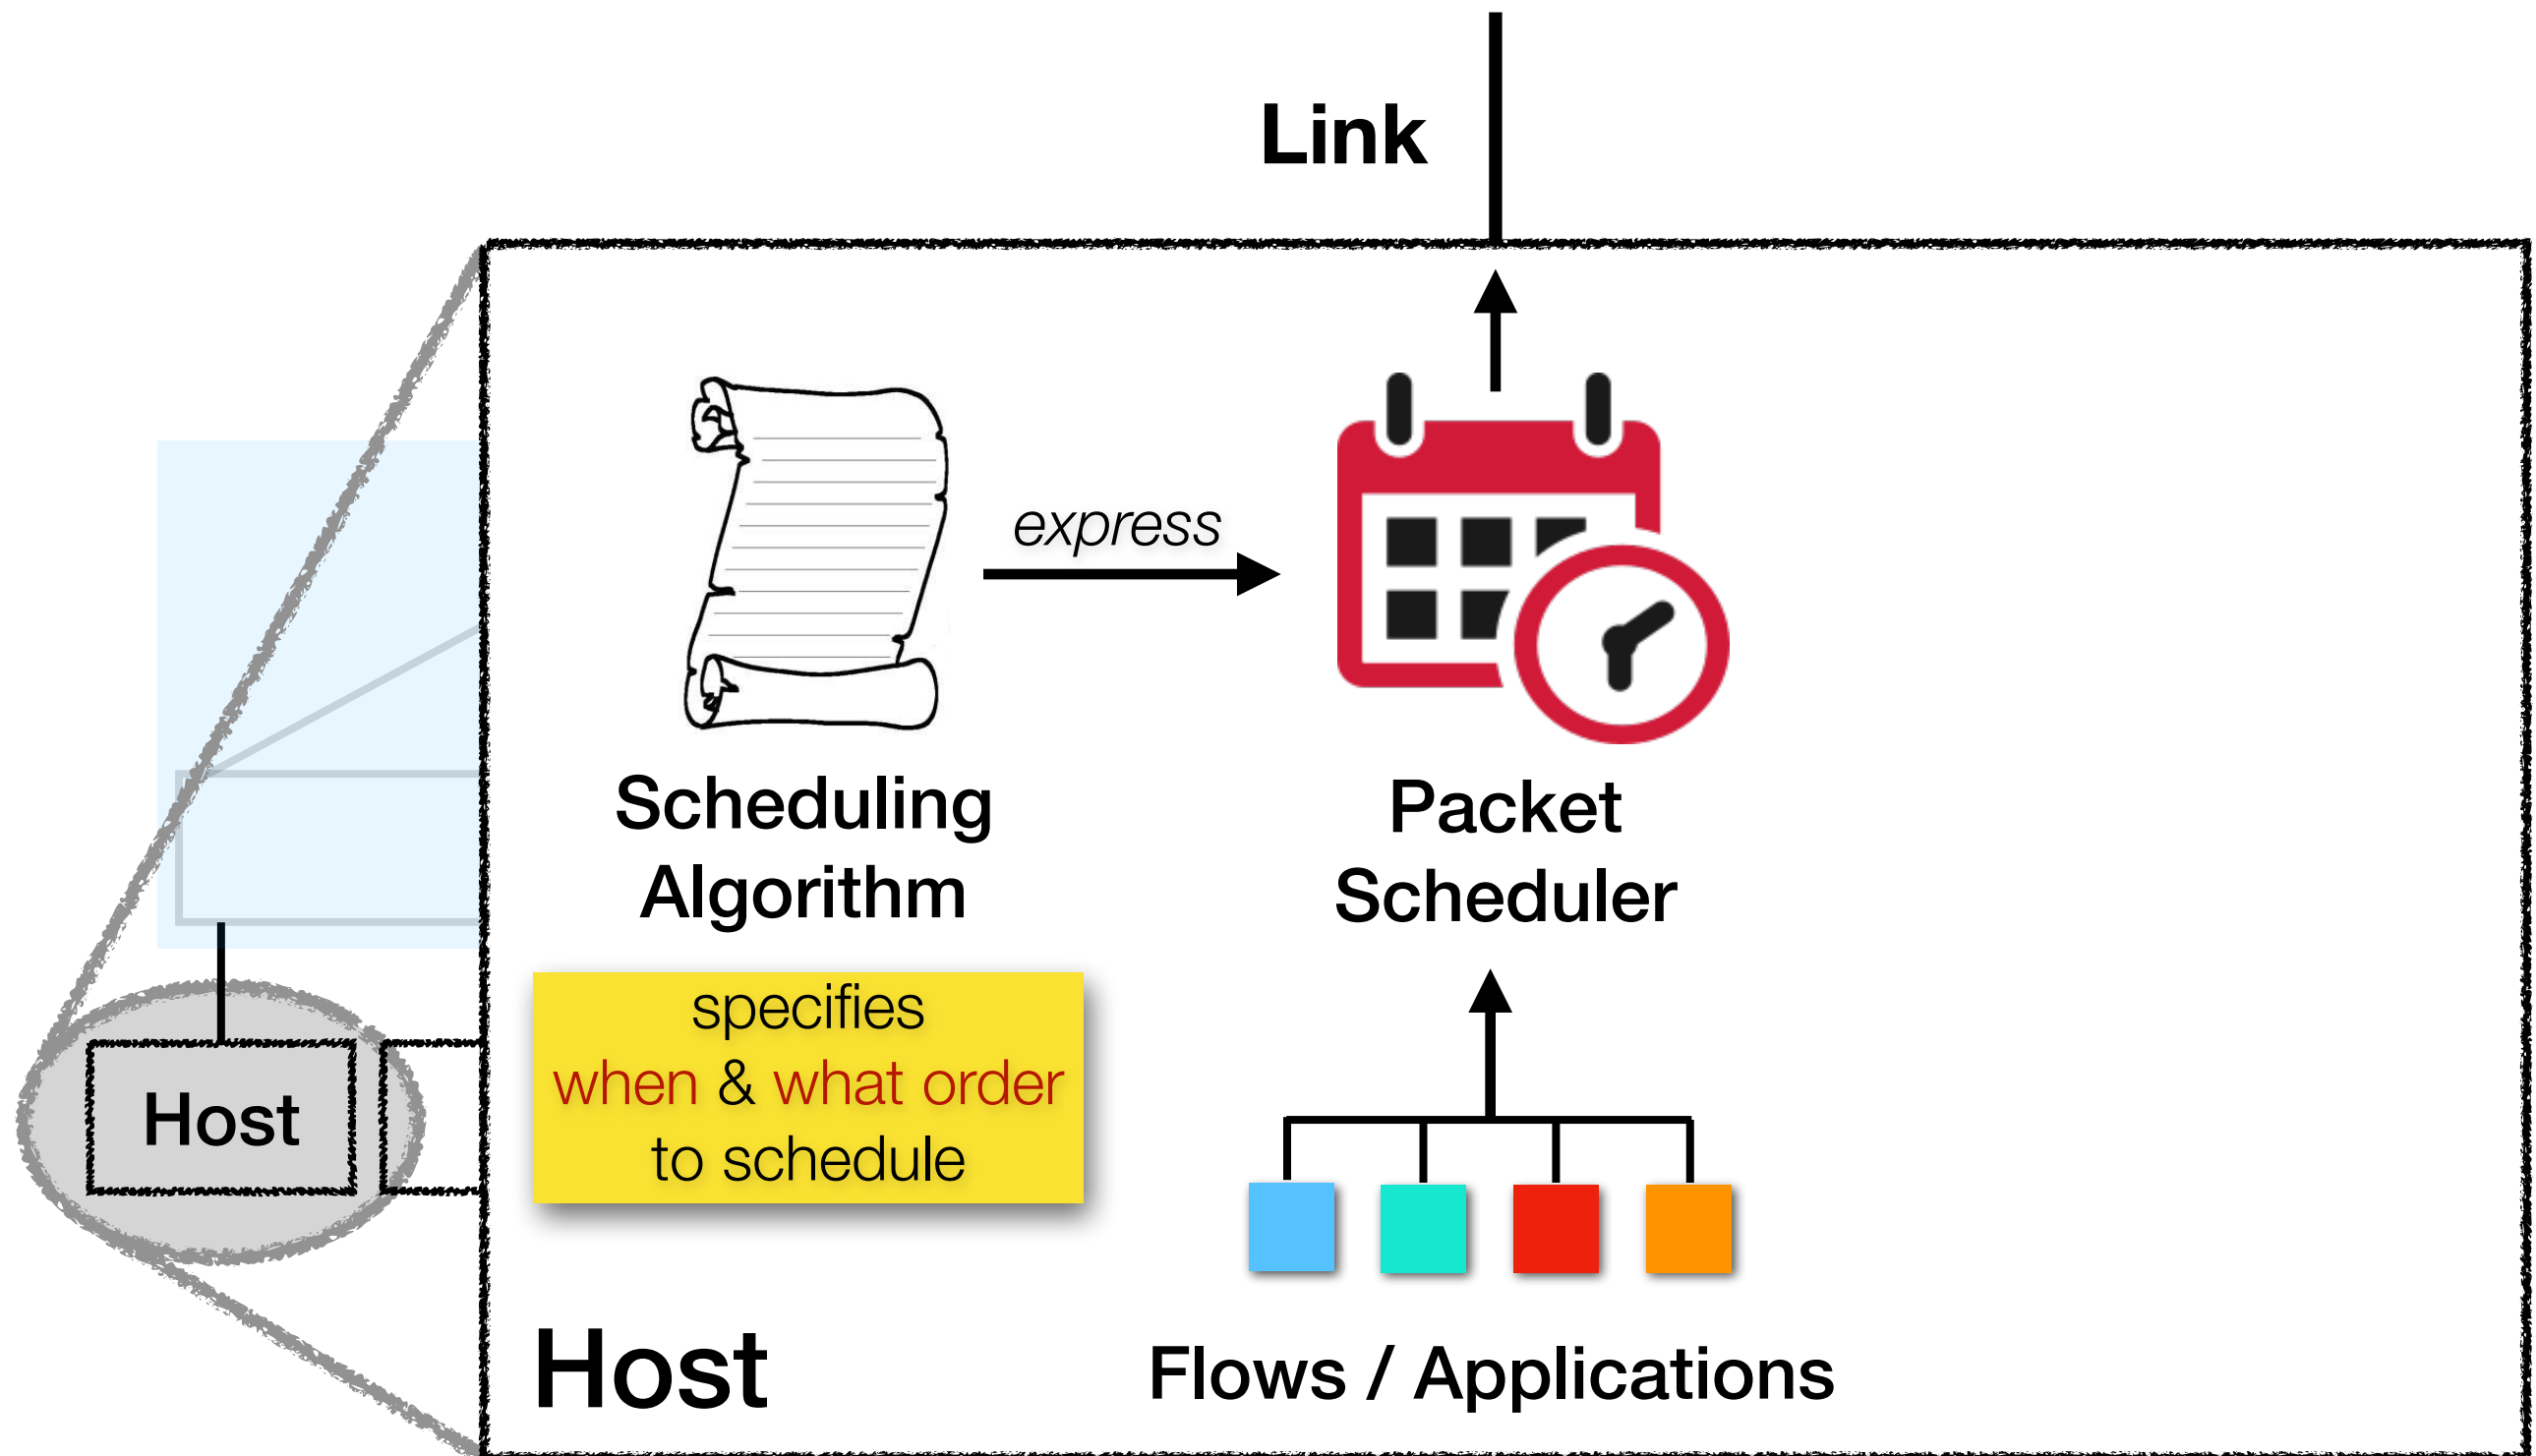 Link
express
Scheduling
Algorithm
Packet
Scheduler
specifies
when & what order
to schedule
Host
Host
Flows / Applications